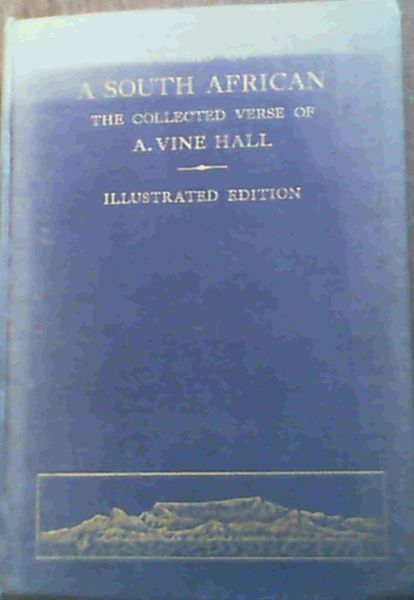 A SOUTH AFRICAN
THE COLLECTED VERSE OF
A. VINE HALL
ILLUSTRATED EDITION